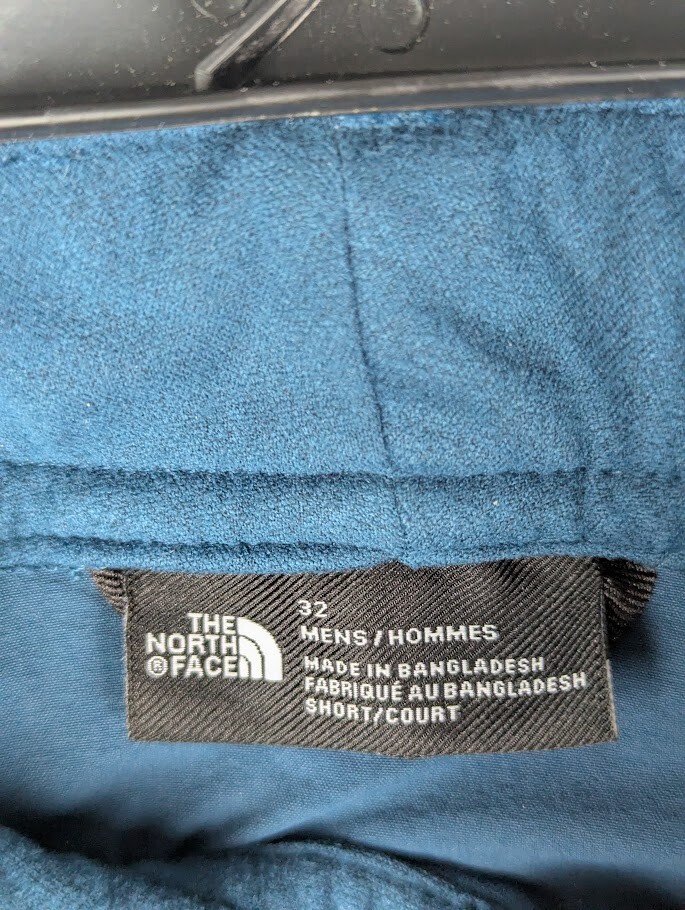 THE
NORTH
® FACE
32
MENS / HOMMES
MADE IN BANGLADESH
FABRIQUÉ AU BANGLADESH
SHORT/COURT